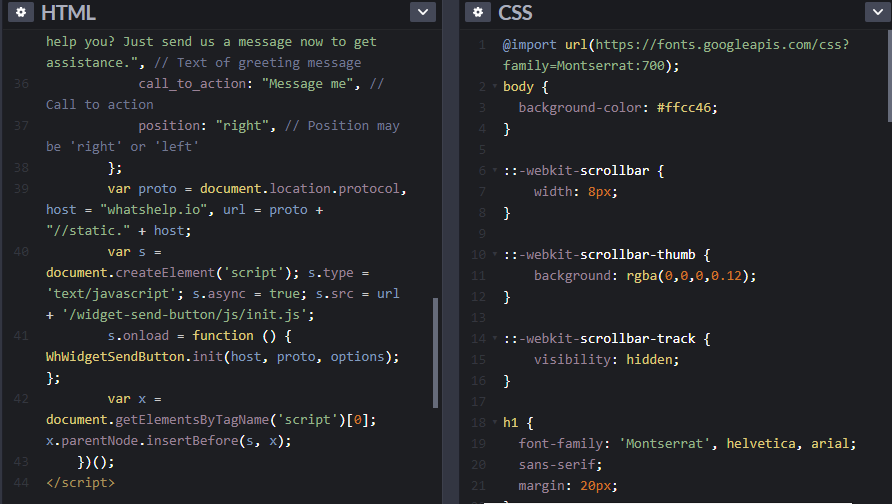 HTML
help you? Just send us a message now to get
assistance.", // Text of greeting message
36 call_to_action: "Message me", //
Call to action
37 position: "right", // Position may
be 'right' or 'left'
38 };
39 var proto = document.location.protocol,
host = "whatshelp.io", url = proto +
"//static." + host;
40 var s =
document.createElement('script'); s.type =
'text/javascript'; s.async = true; s.src = url
+ '/widget-send-button/js/init.js';
41 s.onload = function () {
WhWidgetSendButton.init(host, proto, options);
};
42 var x =
document.getElementsByTagName('script')[0];
x.parentNode.insertBefore(s, x);
43 })();
44 </script>
CSS
1 @import url(https://fonts.googleapis.com/css?
family=Montserrat:700);
2 body {
3 background-color: #ffcc46;
4 }
5
6 ::-webkit-scrollbar {
7 width: 8px;
8 }
9
10 ::-webkit-scrollbar-thumb {
11 background: rgba(0,0,0,0.12);
12 }
13
14 ::-webkit-scrollbar-track {
15 visibility: hidden;
16 }
17
18 h1 {
19 font-family: 'Montserrat', helvetica, arial;
20 sans-serif;
21 margin: 20px;